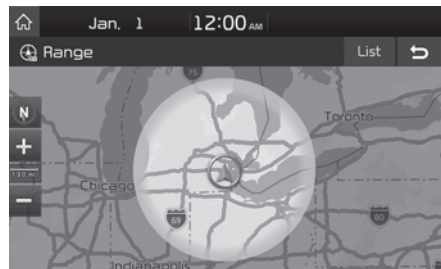 Jan. 1 12:00 AM
Range List
75
N
Toronto
Chicago
69
80
Indianapolis